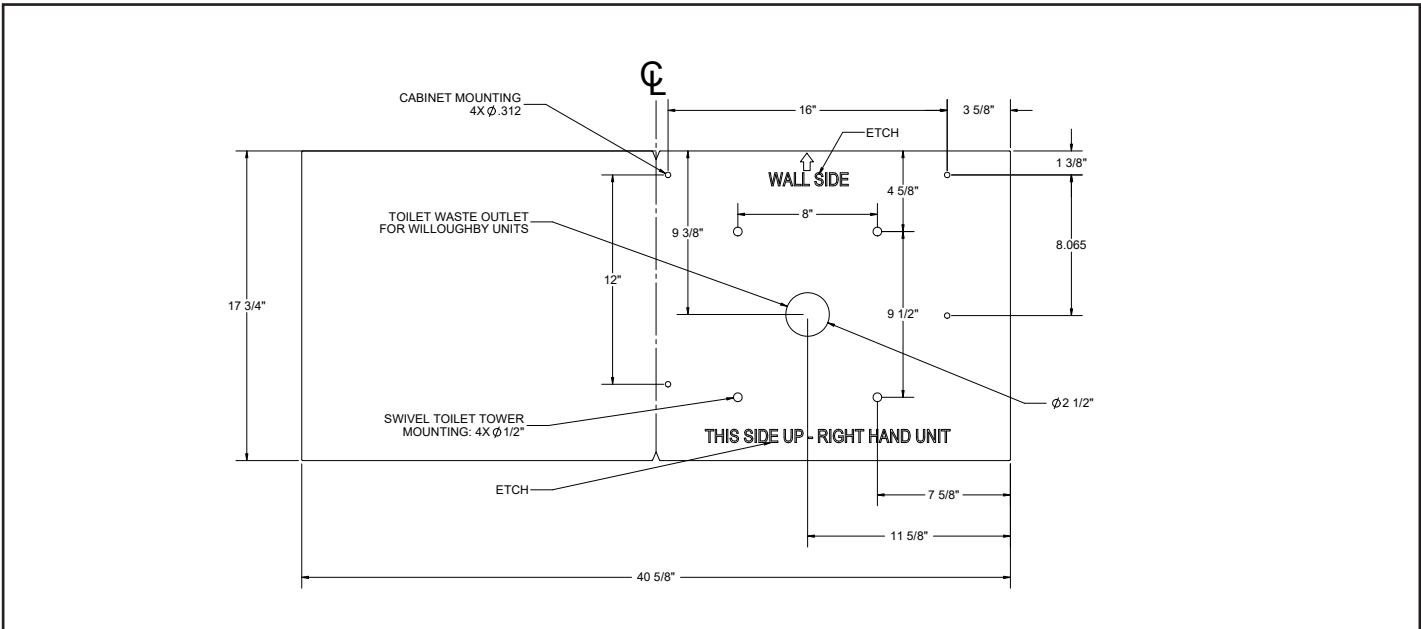 ℄
CABINET MOUNTING
4X Ø.312
16"
3 5/8"
ETCH
1 3/8"
WALL SIDE
4 5/8"
8"
TOILET WASTE OUTLET
FOR WILLOUGHBY UNITS
9 3/8"
8.065
12"
17 3/4"
9 1/2"
Ø2 1/2"
SWIVEL TOILET TOWER
MOUNTING: 4X Ø1/2"
THIS SIDE UP - RIGHT HAND UNIT
ETCH
7 5/8"
11 5/8"
40 5/8"